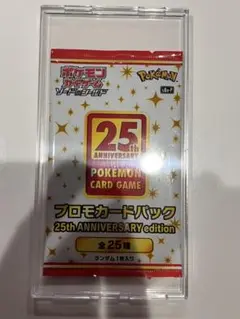 ポケモン
カードゲーム
ソード&シールド
Pokémon
25th
ANNIVERSARY
POKÉMON
CARD GAME
プロモカードパック
25th ANNIVERSARY edition
全25種
ランダム1枚入り